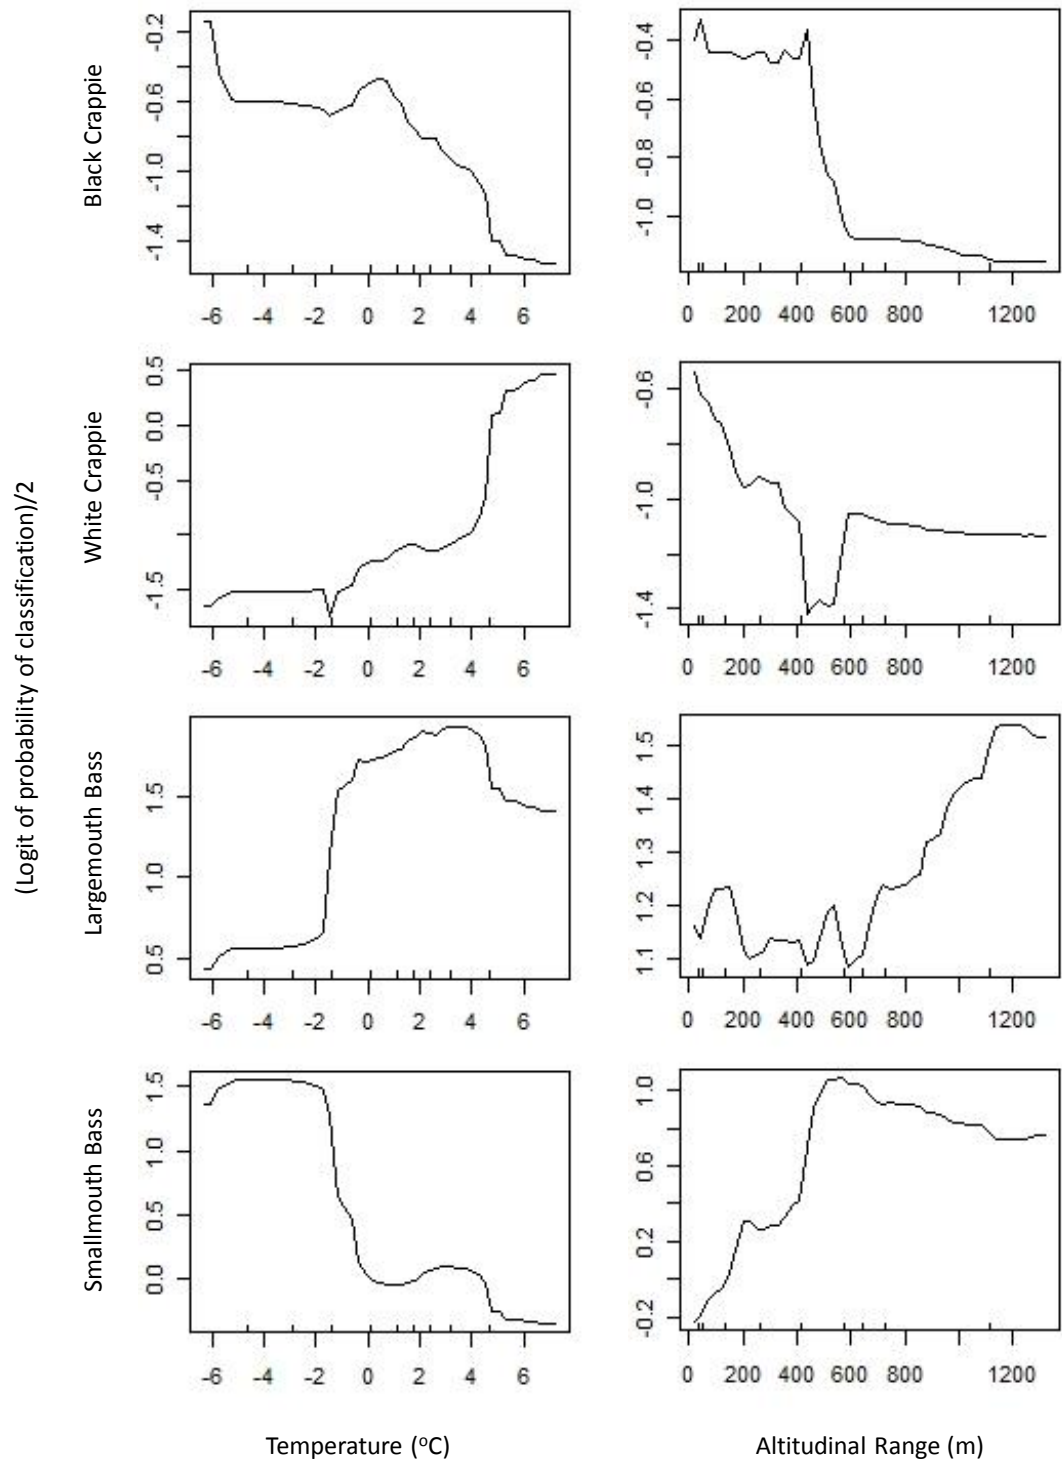 (Logit of probability of classification)/2
Black Crappie
-0.2
-0.6
-1.0
-1.4
-6 -4 -2 0 2 4 6
-0.4
-0.6
-0.8
-1.0
0 200 400 600 800 1200
White Crappie
0.5
0.0
-0.5
-1.5
-6 -4 -2 0 2 4 6
-0.6
-1.0
-1.4
0 200 400 600 800 1200
Largemouth Bass
1.5
1.0
0.5
-6 -4 -2 0 2 4 6
1.5
1.4
1.3
1.2
1.1
0 200 400 600 800 1200
Smallmouth Bass
1.5
1.0
0.5
0.0
-6 -4 -2 0 2 4 6
1.0
0.6
0.2
-0.2
0 200 400 600 800 1200
Temperature (ºC)
Altitudinal Range (m)